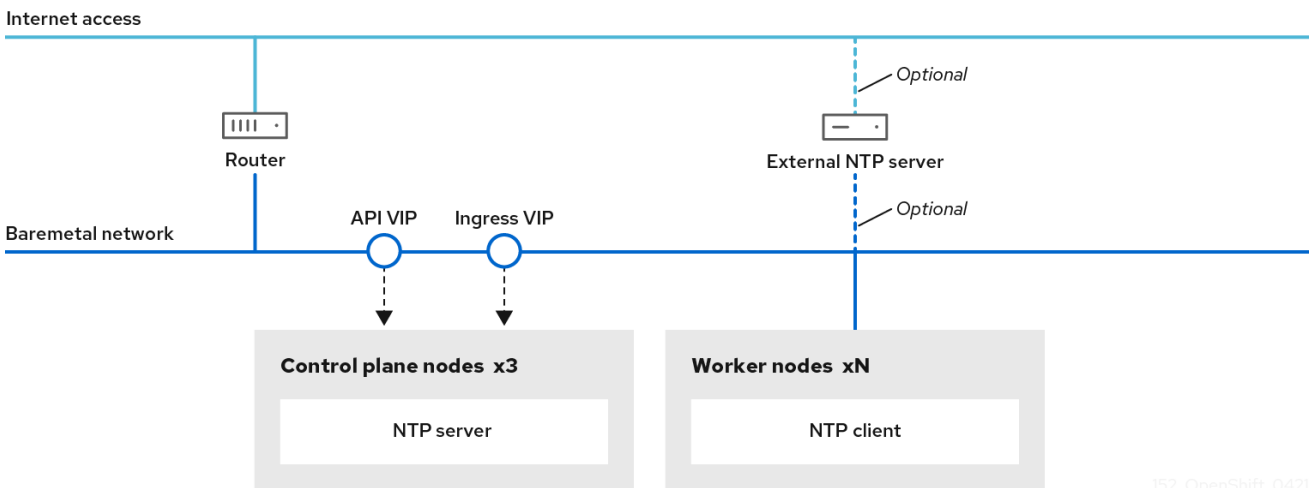 Internet access
Optional
Router
External NTP server
Optional
API VIP
Ingress VIP
Baremetal network
Control plane nodes x3
Worker nodes xN
NTP server
NTP client
152_OpenShift_0421